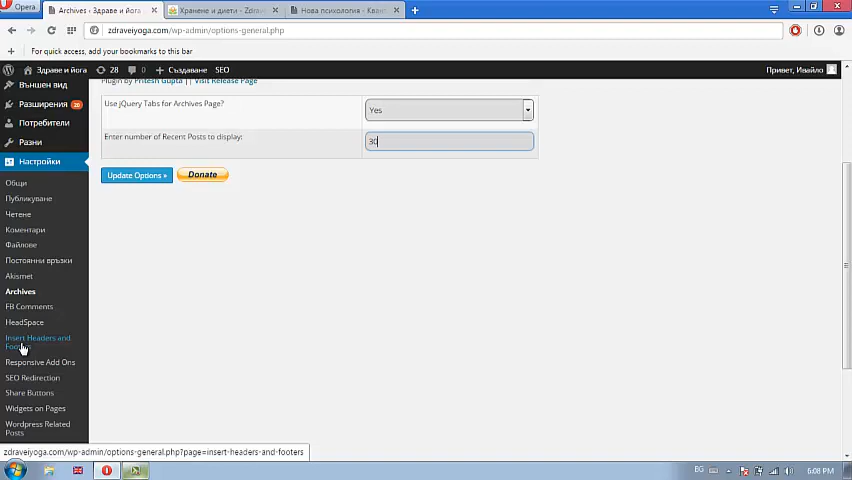 Opera
Archives ‹ Здраве и йога
Хранене и диети - Zdra
Нова психология - Квант
zdraveiyoga.com/wp-admin/options-general.php
For quick access, add your bookmarks to this bar
Здраве и йога
28
0
Създаване
SEO
Привет, Ивайло
Външен вид
Разширения 20
Потребители
Разни
Настройки
Общи
Публикуване
Четене
Коментари
Файлове
Постоянни връзки
Akismet
Archives
FB Comments
HeadSpace
Insert Headers and
Footers
Responsive Add Ons
SEO Redirection
Share Buttons
Widgets on Pages
Wordpress Related
Posts
Plugin by Pritesh Gupta | Visit Release Page
Use jQuery Tabs for Archives Page?
Yes
Enter number of Recent Posts to display:
30
Update Options »
Donate
zdraveiyoga.com/wp-admin/options-general.php?page=insert-headers-and-footers
BG
6:08 PM